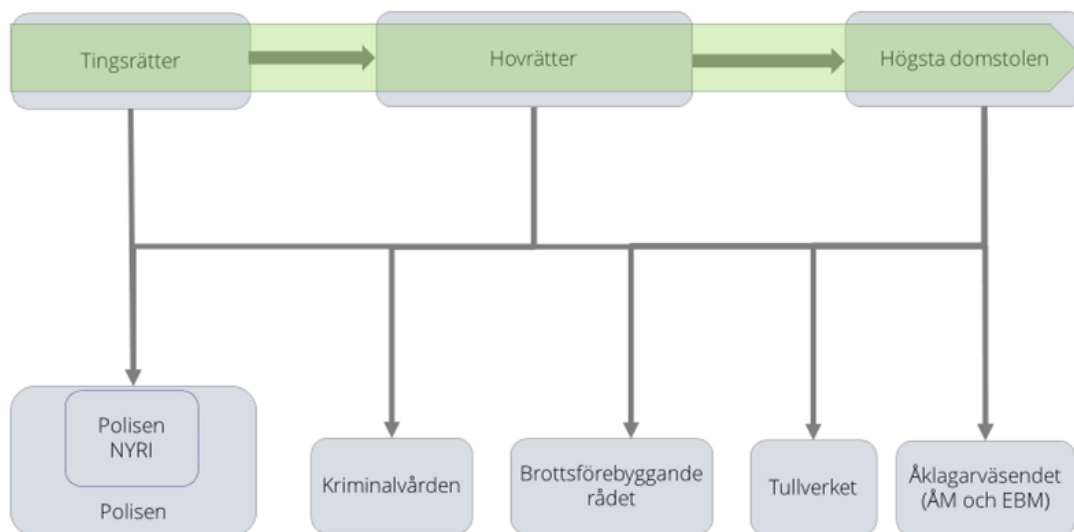 Tingsrätter
Hovrätter
Högsta domstolen
Polisen
NYRI
Polisen
Kriminalvården
Brottsförebyggande
rådet
Tullverket
Åklagarväsendet
(ÅM och EBM)